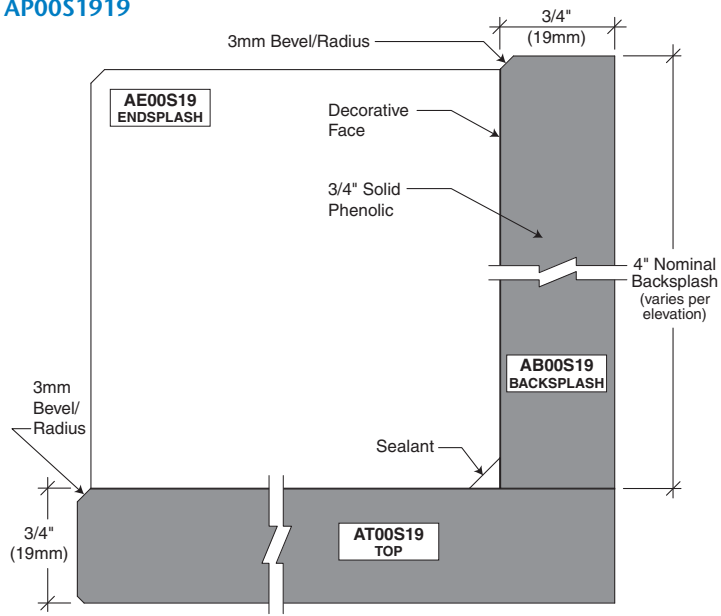 AP00S1919
3/4"
(19mm)
3mm Bevel/Radius
AE00S19
ENDSPLASH
Decorative
Face
3/4" Solid
Phenolic
4" Nominal
Backsplash
(varies per
elevation)
AB00S19
BACKSPLASH
3mm
Bevel/
Radius
Sealant
3/4"
(19mm)
AT00S19
TOP